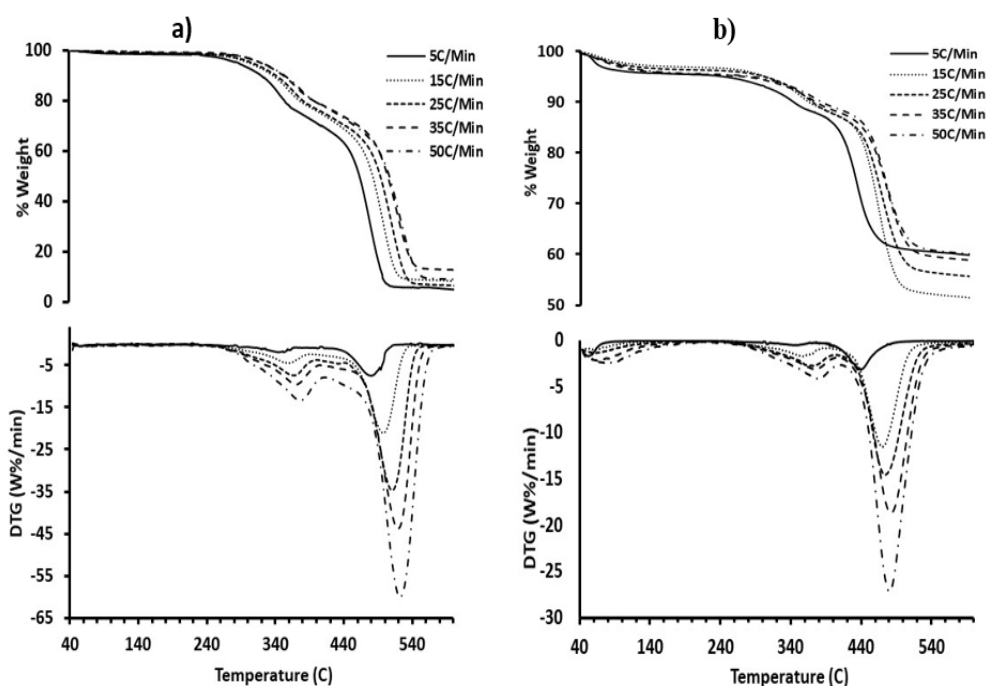 a)
100
80
60
40
20
0
% Weight
5C/Min
15C/Min
25C/Min
35C/Min
50C/Min
-5
-15
-25
-35
-45
-55
-65
DTG (W%/min)
40 140 240 340 440 540
Temperature (C)
b)
100
90
80
70
60
50
% Weight
5C/Min
15C/Min
25C/Min
35C/Min
50C/Min
0
-5
-10
-15
-20
-25
-30
DTG (W%/min)
40 140 240 340 440 540
Temperature (C)